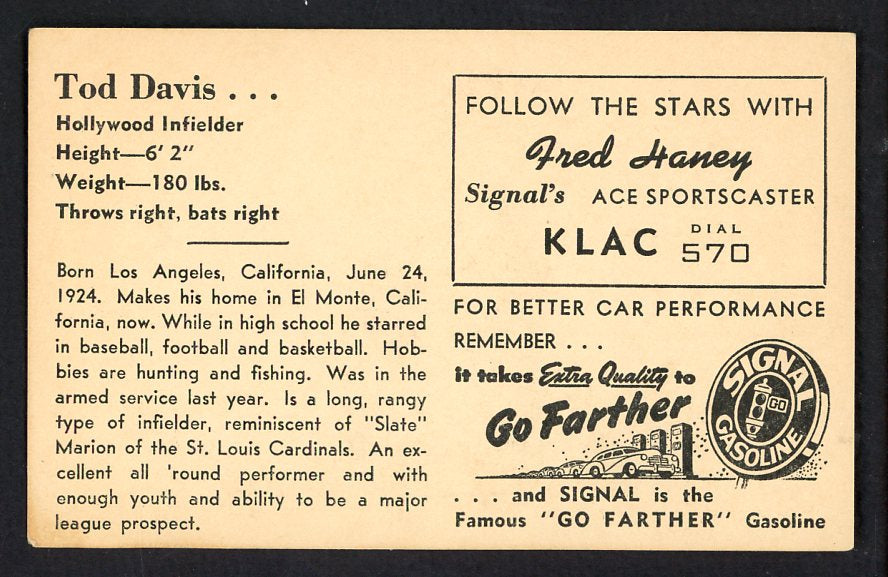 Tod Davis . . .
Hollywood Infielder
Height—6' 2"
Weight—180 lbs.
Throws right, bats right
Born Los Angeles, California, June 24,
1924. Makes his home in El Monte, Cali-
fornia, now. While in high school he starred
in baseball, football and basketball. Hob-
bies are hunting and fishing. Was in the
armed service last year. Is a long, rangy
type of infielder, reminiscent of "Slate"
Marion of the St. Louis Cardinals. An ex-
cellent all 'round performer and with
enough youth and ability to be a major
league prospect.
FOLLOW THE STARS WITH
Fred Haney
Signal's ACE SPORTSCASTER
KLAC DIAL 570
FOR BETTER CAR PERFORMANCE
REMEMBER . . .
it takes Extra Quality to
Go Farther
SIGNAL
GO
GASOLINE
. . . and SIGNAL is the
Famous "GO FARTHER" Gasoline